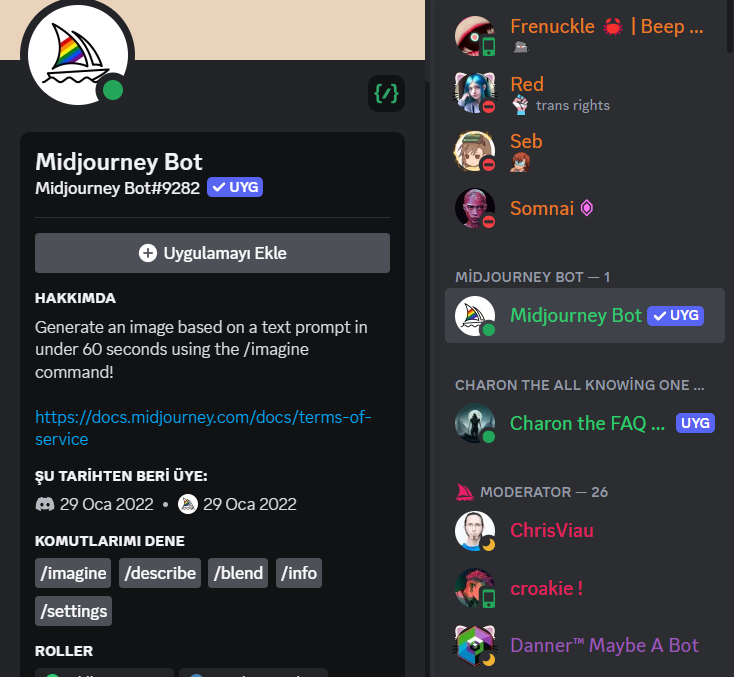 Midjourney Bot
Midjourney Bot#9282 UYG
Uygulamayı Ekle
HAKKIMDA
Generate an image based on a text prompt in
under 60 seconds using the /imagine
command!
https://docs.midjourney.com/docs/terms-of-
service
ŞU TARİHTEN BERİ ÜYE:
29 Oca 2022 • 29 Oca 2022
KOMUTLARIMI DENE
/imagine /describe /blend /info
/settings
ROLLER
Frenuckle 🦀 | Beep ...
Red
trans rights
Seb
Somnai
MİDJOURNEY BOT — 1
Midjourney Bot UYG
CHARON THE ALL KNOWİNG ONE ...
Charon the FAQ ... UYG
MODERATOR — 26
ChrisViau
croakie !
Danner™ Maybe A Bot